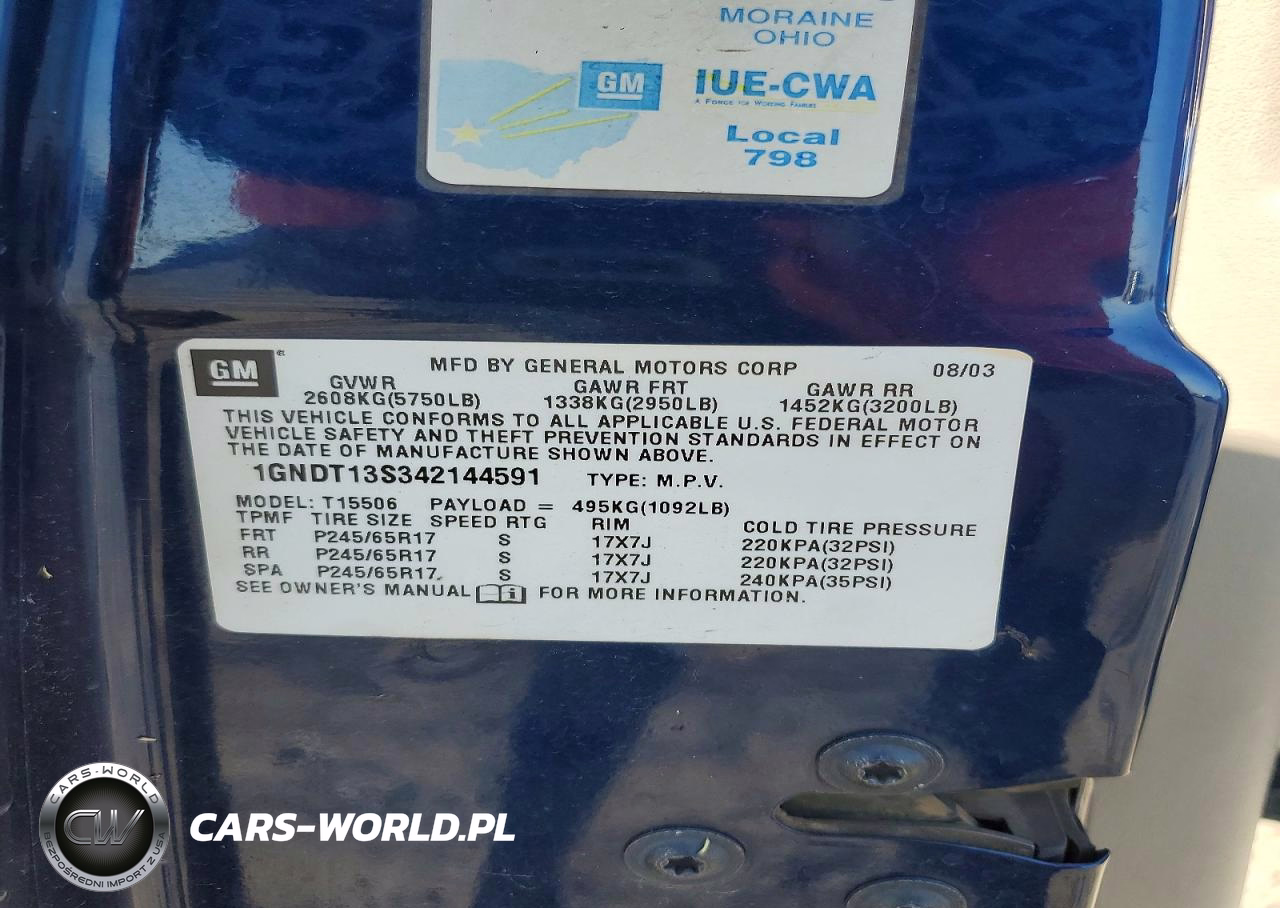 MORAINE
OHIO
GM
IUE-CWA
A Force for Working Families
Local
798
GM
MFD BY GENERAL MOTORS CORP 08/03
GVWR GAWR FRT GAWR RR
2608KG(5750LB) 1338KG(2950LB) 1452KG(3200LB)
THIS VEHICLE CONFORMS TO ALL APPLICABLE U.S. FEDERAL MOTOR
VEHICLE SAFETY AND THEFT PREVENTION STANDARDS IN EFFECT ON
THE DATE OF MANUFACTURE SHOWN ABOVE.
1GNDT13S342144591 TYPE: M.P.V.
MODEL: T15506 PAYLOAD = 495KG(1092LB)
TPMF TIRE SIZE SPEED RTG RIM COLD TIRE PRESSURE
FRT P245/65R17 S 17X7J 220KPA(32PSI)
RR P245/65R17 S 17X7J 220KPA(32PSI)
SPA P245/65R17 S 17X7J 240KPA(35PSI)
SEE OWNER'S MANUAL i FOR MORE INFORMATION.
CARS-WORLD
CW
BEZPOŚREDNI IMPORT Z USA
CARS-WORLD.PL